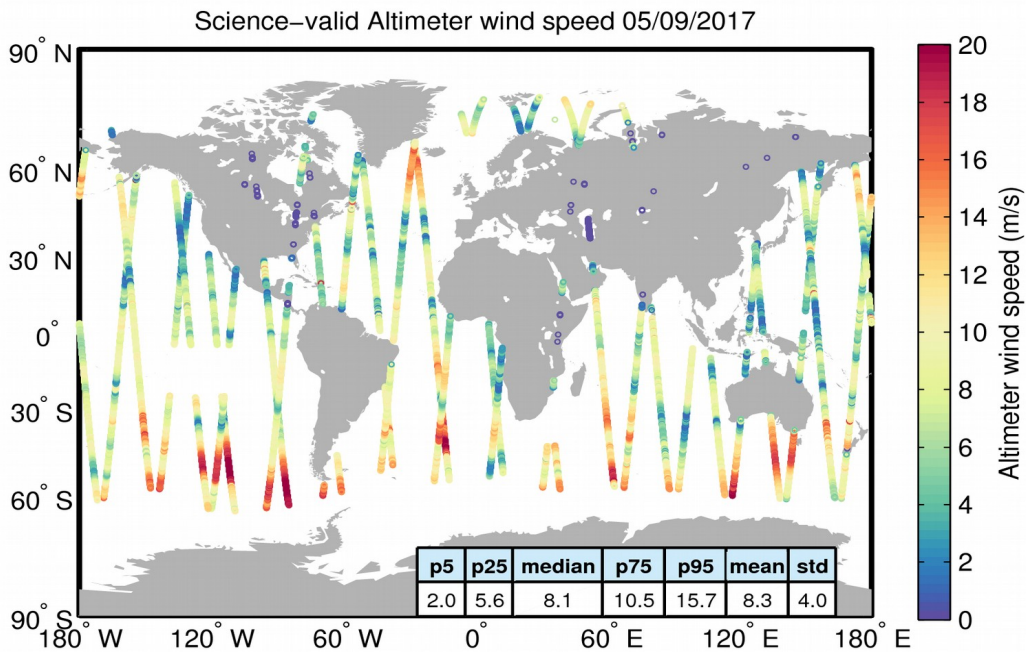 Science−valid Altimeter wind speed 05/09/2017
90° N
60° N
30° N
0°
30° S
60° S
90° S
180° W
120° W
60° W
0°
60° E
120° E
180° E
p5 p25 median p75 p95 mean std
2.0 5.6 8.1 10.5 15.7 8.3 4.0
20
18
16
14
12
10
8
6
4
2
0
Altimeter wind speed (m/s)